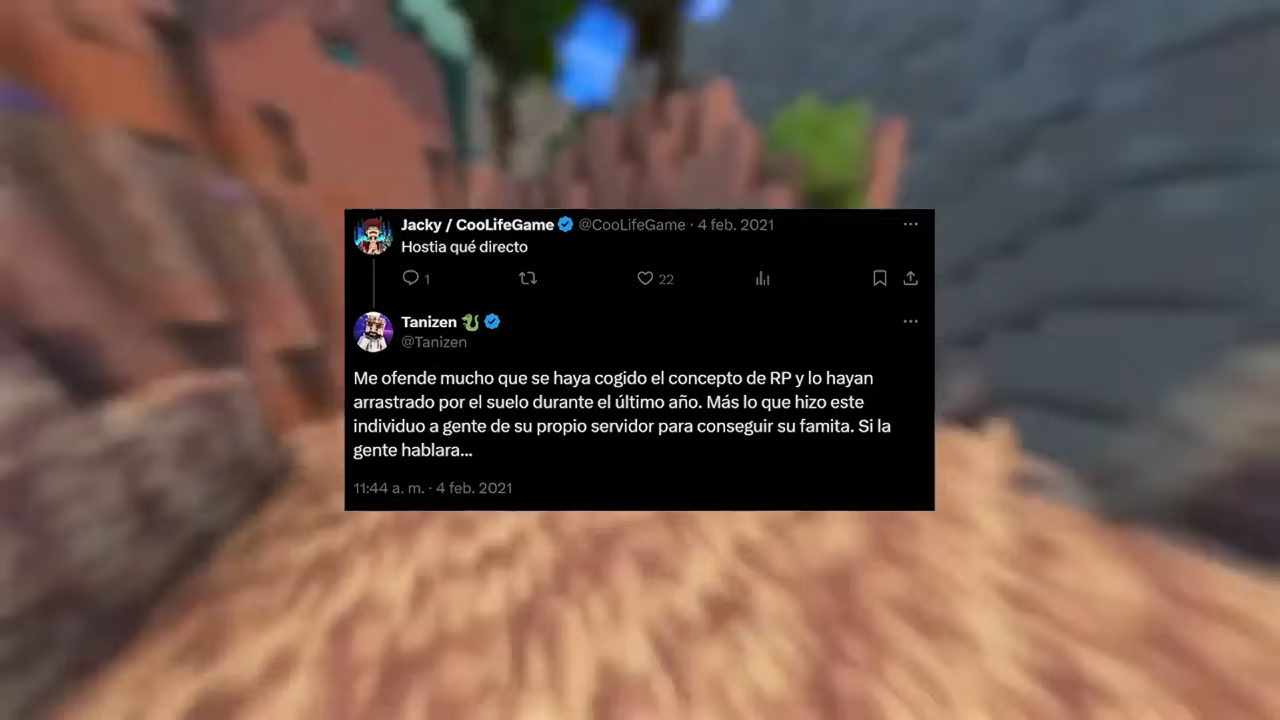 Jacky / CooLifeGame @CooLifeGame · 4 feb. 2021
Hostia qué directo
1 22
Tanizen 🐍
@Tanizen
Me ofende mucho que se haya cogido el concepto de RP y lo hayan
arrastrado por el suelo durante el último año. Más lo que hizo este
individuo a gente de su propio servidor para conseguir su famita. Si la
gente hablara...
11:44 a. m. · 4 feb. 2021